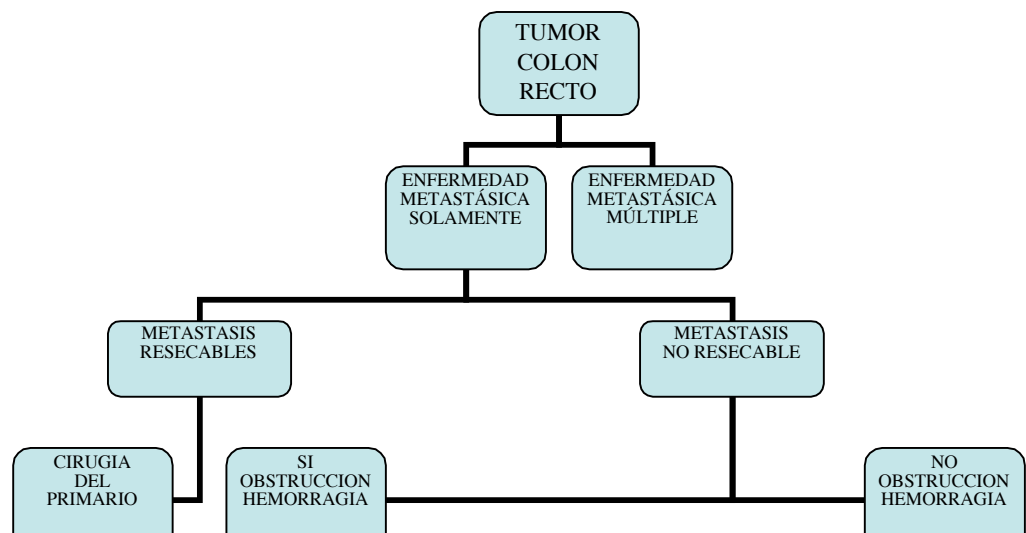 TUMOR
COLON
RECTO
ENFERMEDAD
METASTÁSICA
SOLAMENTE
ENFERMEDAD
METASTÁSICA
MÚLTIPLE
METASTASIS
RESECABLES
METASTASIS
NO RESECABLE
CIRUGIA
DEL
PRIMARIO
SI
OBSTRUCCION
HEMORRAGIA
NO
OBSTRUCCION
HEMORRAGIA